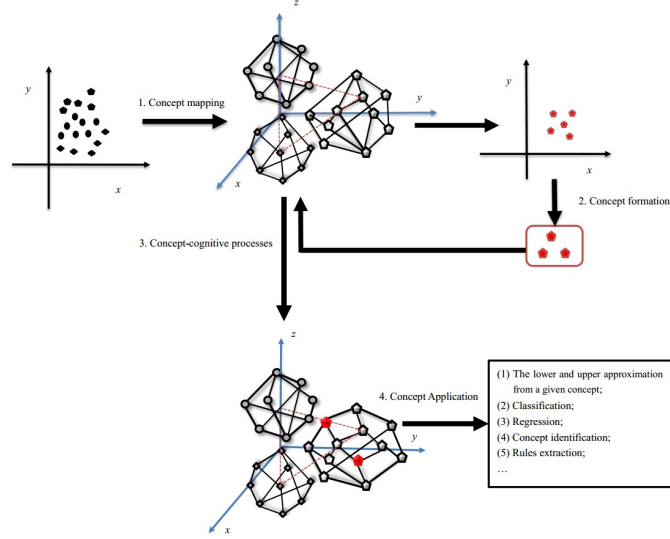 z
y
y
y
1. Concept mapping
x
x
x
2. Concept formation
3. Concept-cognitive processes
z
(1) The lower and upper approximation
from a given concept;
(2) Classification;
(3) Regression;
(4) Concept identification;
(5) Rules extraction;
…
4. Concept Application
y
x